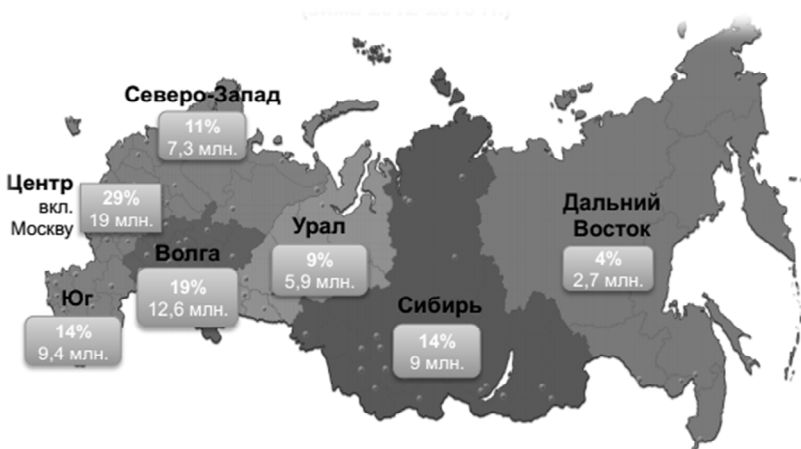 Северо-Запад
11%
7,3 млн.
Центр
вкл.
Москву
29%
19 млн.
Волга
19%
12,6 млн.
Юг
14%
9,4 млн.
Урал
9%
5,9 млн.
Сибирь
14%
9 млн.
Дальний
Восток
4%
2,7 млн.